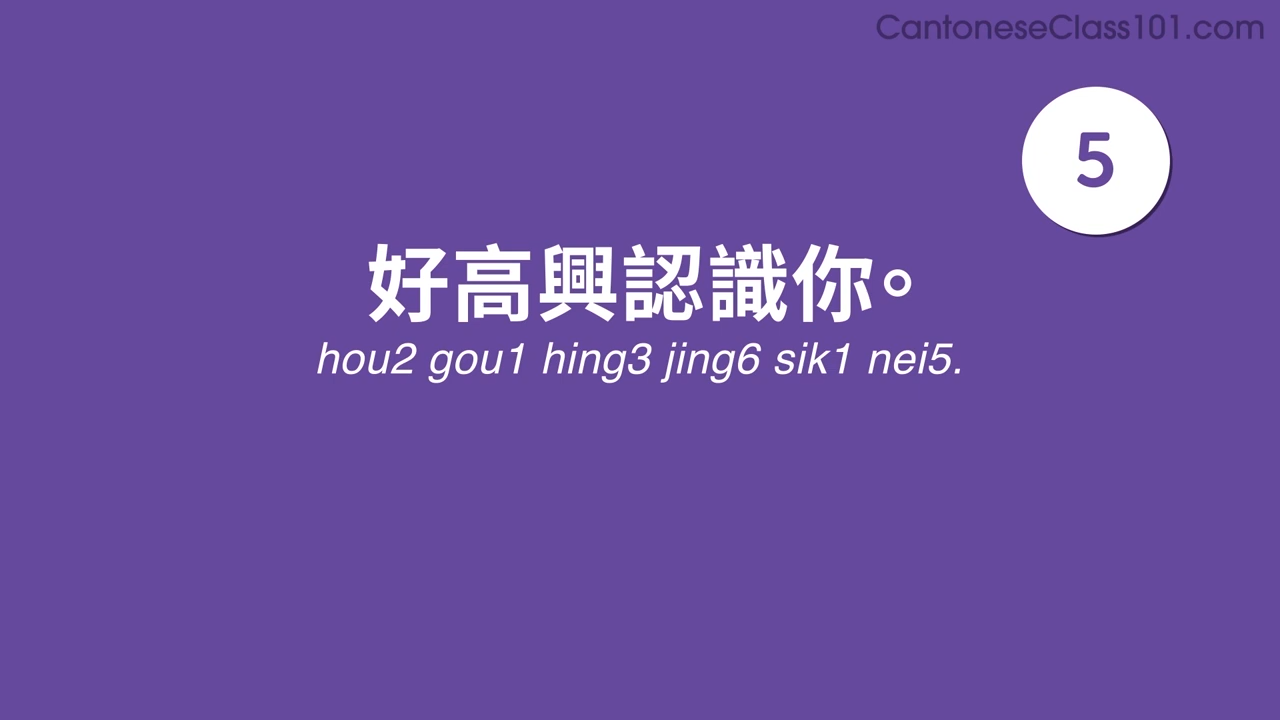 CantoneseClass101.com
5
好高興認識你。
hou2 gou1 hing3 jing6 sik1 nei5.